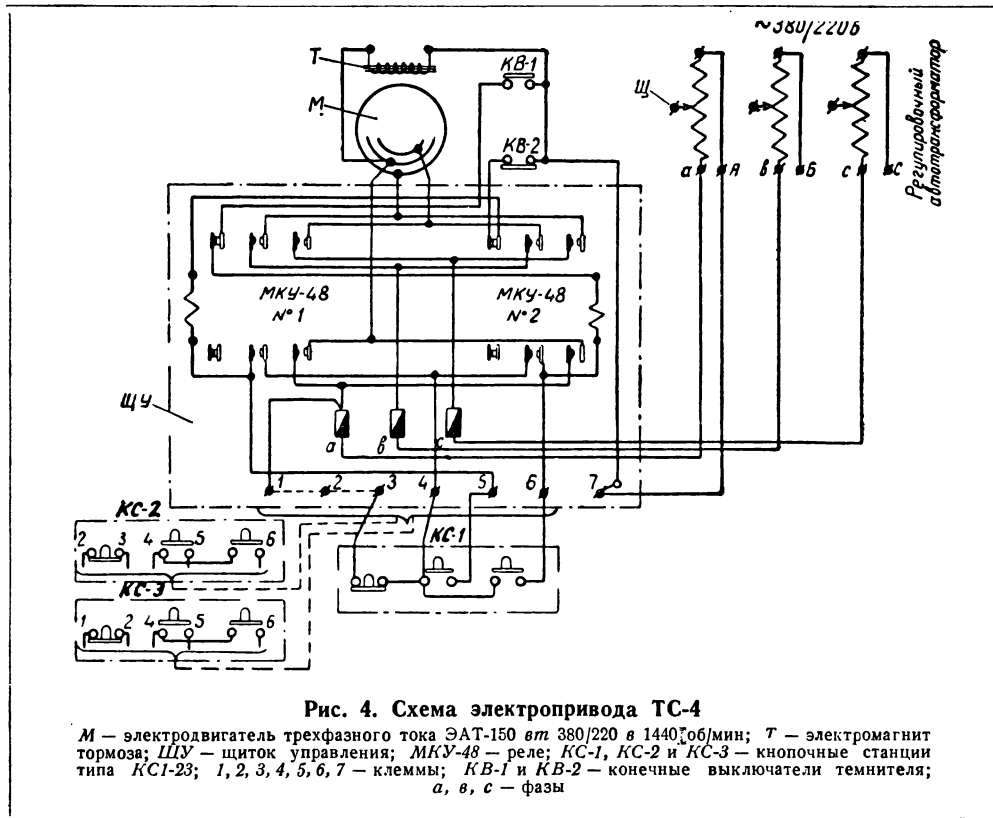 ~380/220в
Т
КВ-1
М
Щ
КВ-2
а А в Б с С
Регулировочный
автотрансформатор
МКУ-48
№1
МКУ-48
№2
ЩУ
а в с
1 2 3 4 5 6 7
КС-2
КС-1
2 3 4 5 6
КС-3
1 2 4 5 6
Рис. 4. Схема электропривода ТС-4
М — электродвигатель трехфазного тока ЭАТ-150 вт 380/220 в 1440 об/мин; Т — электромагнит
тормоза; ЩУ — щиток управления; МКУ-48 — реле; КС-1, КС-2 и КС-3 — кнопочные станции
типа КС1-23; 1, 2, 3, 4, 5, 6, 7 — клеммы; КВ-1 и КВ-2 — конечные выключатели темнителя;
а, в, с — фазы